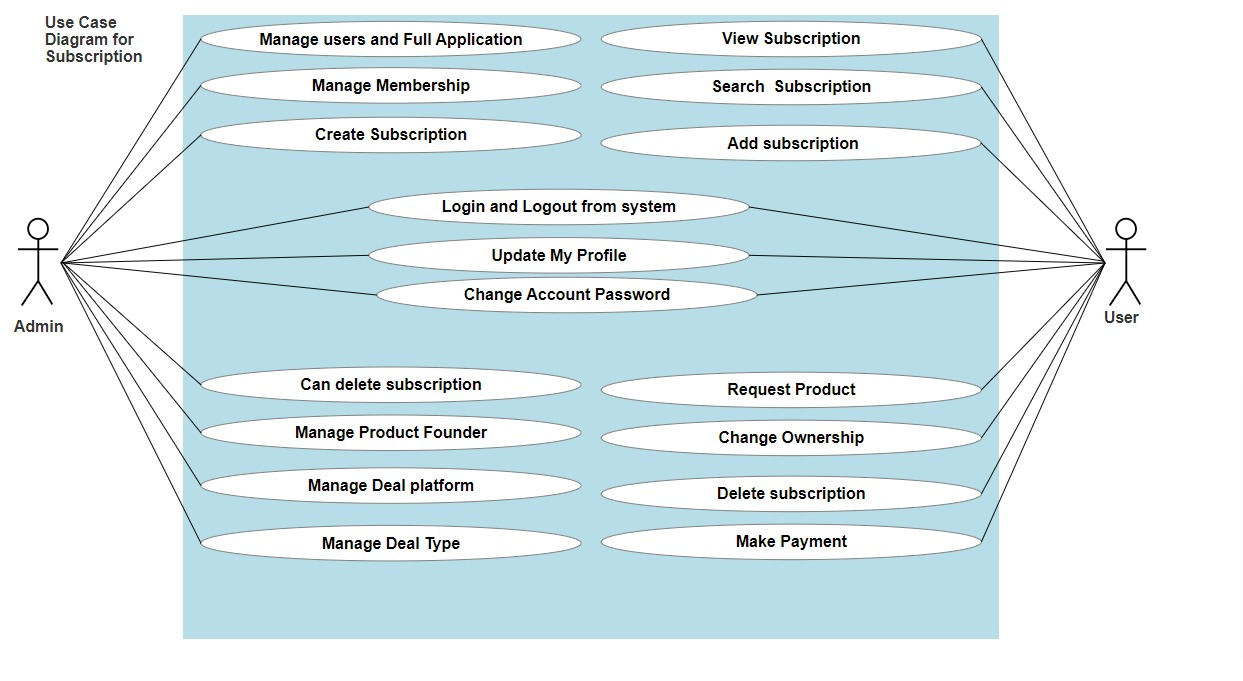 Use Case
Diagram for
Subscription
Manage users and Full Application
View Subscription
Manage Membership
Search  Subscription
Create Subscription
Add subscription
Login and Logout from system
Update My Profile
Change Account Password
Admin
User
Can delete subscription
Request Product
Manage Product Founder
Change Ownership
Manage Deal platform
Delete subscription
Manage Deal Type
Make Payment